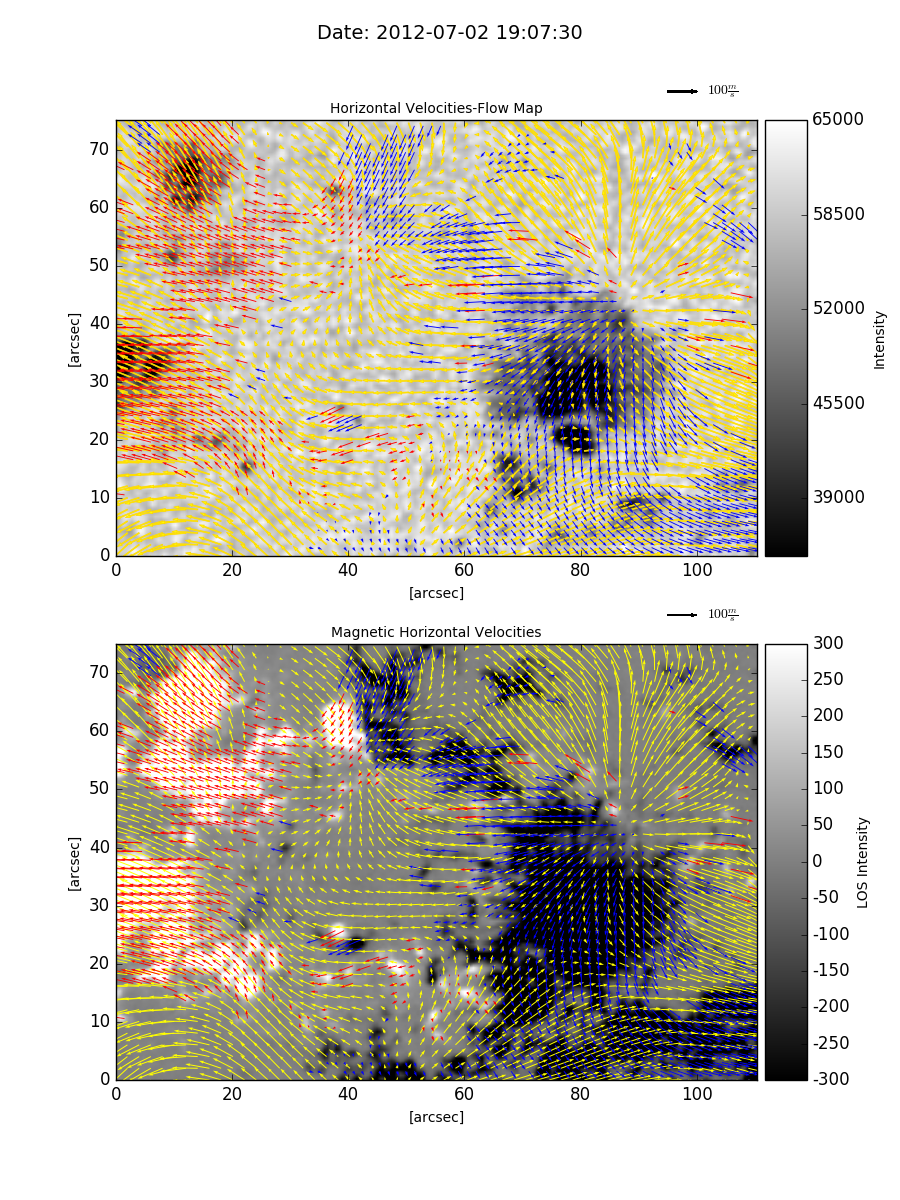 Date: 2012-07-02 19:07:30
100 m/s
Horizontal Velocities-Flow Map
[arcsec]
70
60
50
40
30
20
10
0
0 20 40 60 80 100
[arcsec]
65000
58500
52000
45500
39000
Intensity
100 m/s
Magnetic Horizontal Velocities
[arcsec]
70
60
50
40
30
20
10
0
0 20 40 60 80 100
[arcsec]
300
250
200
150
100
50
0
-50
-100
-150
-200
-250
-300
LOS Intensity